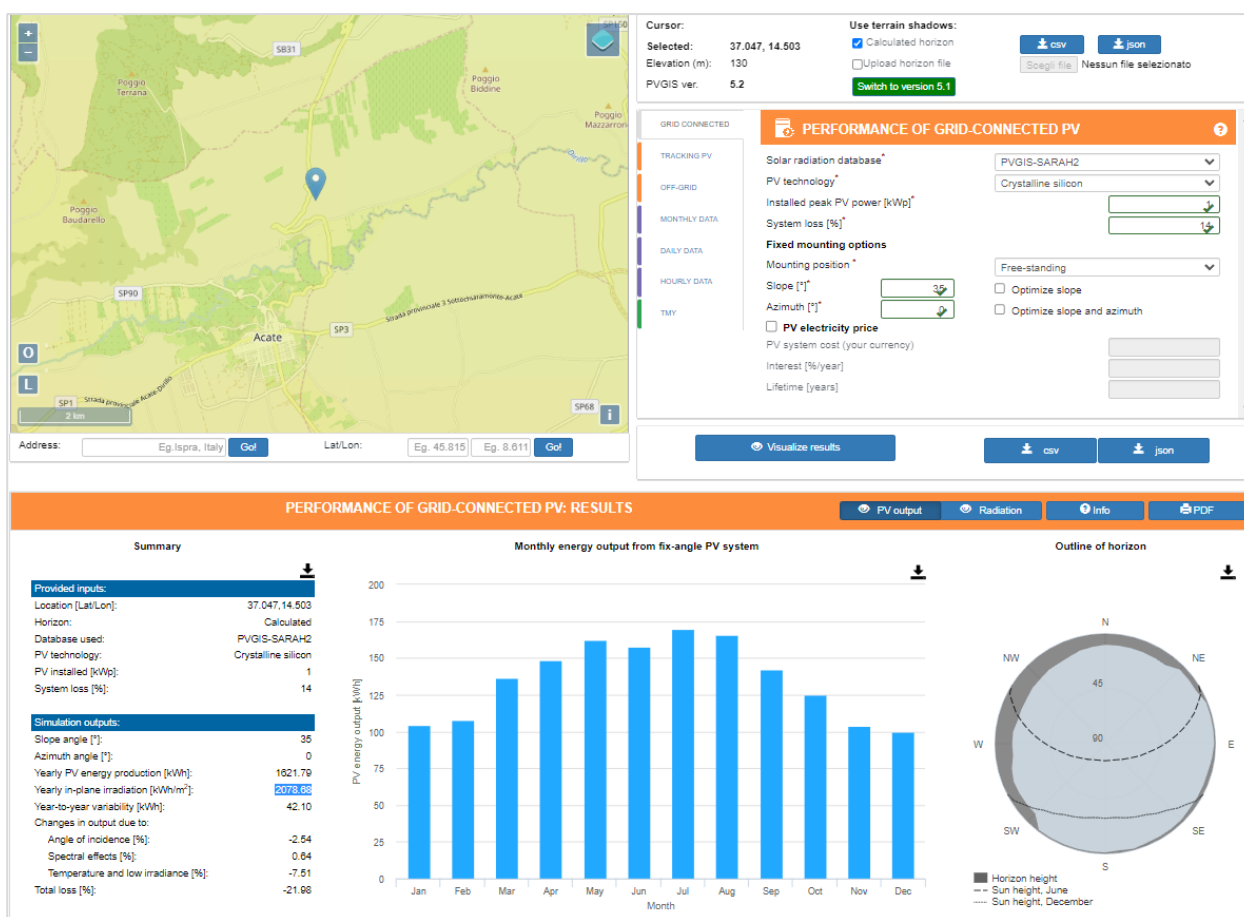 +
−
SB31
SP160
Poggio
Terrana
Poggio
Biddine
Poggio
Mazzarron
Dirillo
Poggio
Baudarello
SP90
Strada provinciale 3 Sottochiaramonte-Acate
SP3
Acate
O
L
SP1
Strada provinciale Acate-Dirillo
SP68
i
2 km
Address:
Eg.Ispra, Italy
Go!
Lat/Lon:
Eg. 45.815
Eg. 8.611
Go!
Cursor:
Selected: 37.047, 14.503
Elevation (m): 130
PVGIS ver. 5.2
Use terrain shadows:
Calculated horizon
Upload horizon file
Switch to version 5.1
csv
json
Scegli file Nessun file selezionato
GRID CONNECTED
TRACKING PV
OFF-GRID
MONTHLY DATA
DAILY DATA
HOURLY DATA
TMY
PERFORMANCE OF GRID-CONNECTED PV
?
Solar radiation database* PVGIS-SARAH2
PV technology* Crystalline silicon
Installed peak PV power [kWp]* 1
System loss [%]* 14
Fixed mounting options
Mounting position * Free-standing
Slope [°]* 35 Optimize slope
Azimuth [°]* 0 Optimize slope and azimuth
PV electricity price
PV system cost (your currency)
Interest [%/year]
Lifetime [years]
Visualize results
csv
json
PERFORMANCE OF GRID-CONNECTED PV: RESULTS
PV output
Radiation
Info
PDF
Summary
Provided inputs:
Location [Lat/Lon]: 37.047,14.503
Horizon: Calculated
Database used: PVGIS-SARAH2
PV technology: Crystalline silicon
PV installed [kWp]: 1
System loss [%]: 14
Simulation outputs:
Slope angle [°]: 35
Azimuth angle [°]: 0
Yearly PV energy production [kWh]: 1621.79
Yearly in-plane irradiation [kWh/m²]: 2078.68
Year-to-year variability [kWh]: 42.10
Changes in output due to:
Angle of incidence [%]: -2.54
Spectral effects [%]: 0.64
Temperature and low irradiance [%]: -7.51
Total loss [%]: -21.98
Monthly energy output from fix-angle PV system
PV energy output [kWh]
200
175
150
125
100
75
50
25
0
Jan Feb Mar Apr May Jun Jul Aug Sep Oct Nov Dec
Month
Outline of horizon
N
NW NE
45
W 90 E
SW SE
S
Horizon height
Sun height, June
Sun height, December